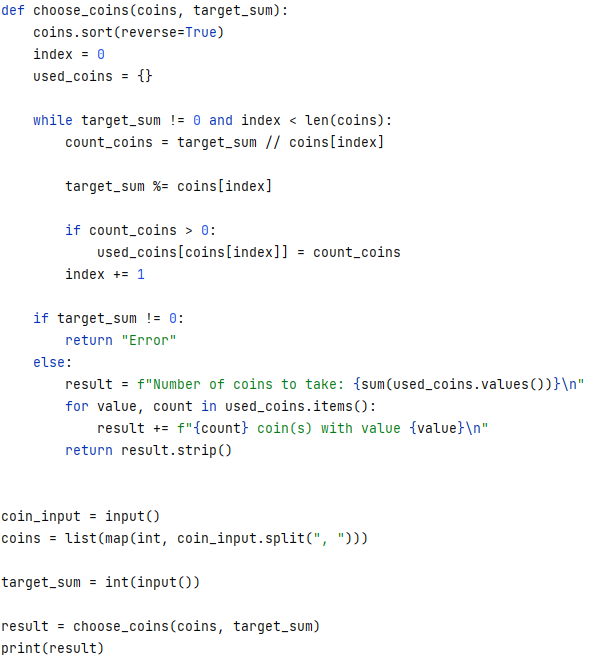 def choose_coins(coins, target_sum):
    coins.sort(reverse=True)
    index = 0
    used_coins = {}

    while target_sum != 0 and index < len(coins):
        count_coins = target_sum // coins[index]

        target_sum %= coins[index]

        if count_coins > 0:
            used_coins[coins[index]] = count_coins
        index += 1

    if target_sum != 0:
        return "Error"
    else:
        result = f"Number of coins to take: {sum(used_coins.values())}\n"
        for value, count in used_coins.items():
            result += f"{count} coin(s) with value {value}\n"
        return result.strip()


coin_input = input()
coins = list(map(int, coin_input.split(", ")))

target_sum = int(input())

result = choose_coins(coins, target_sum)
print(result)